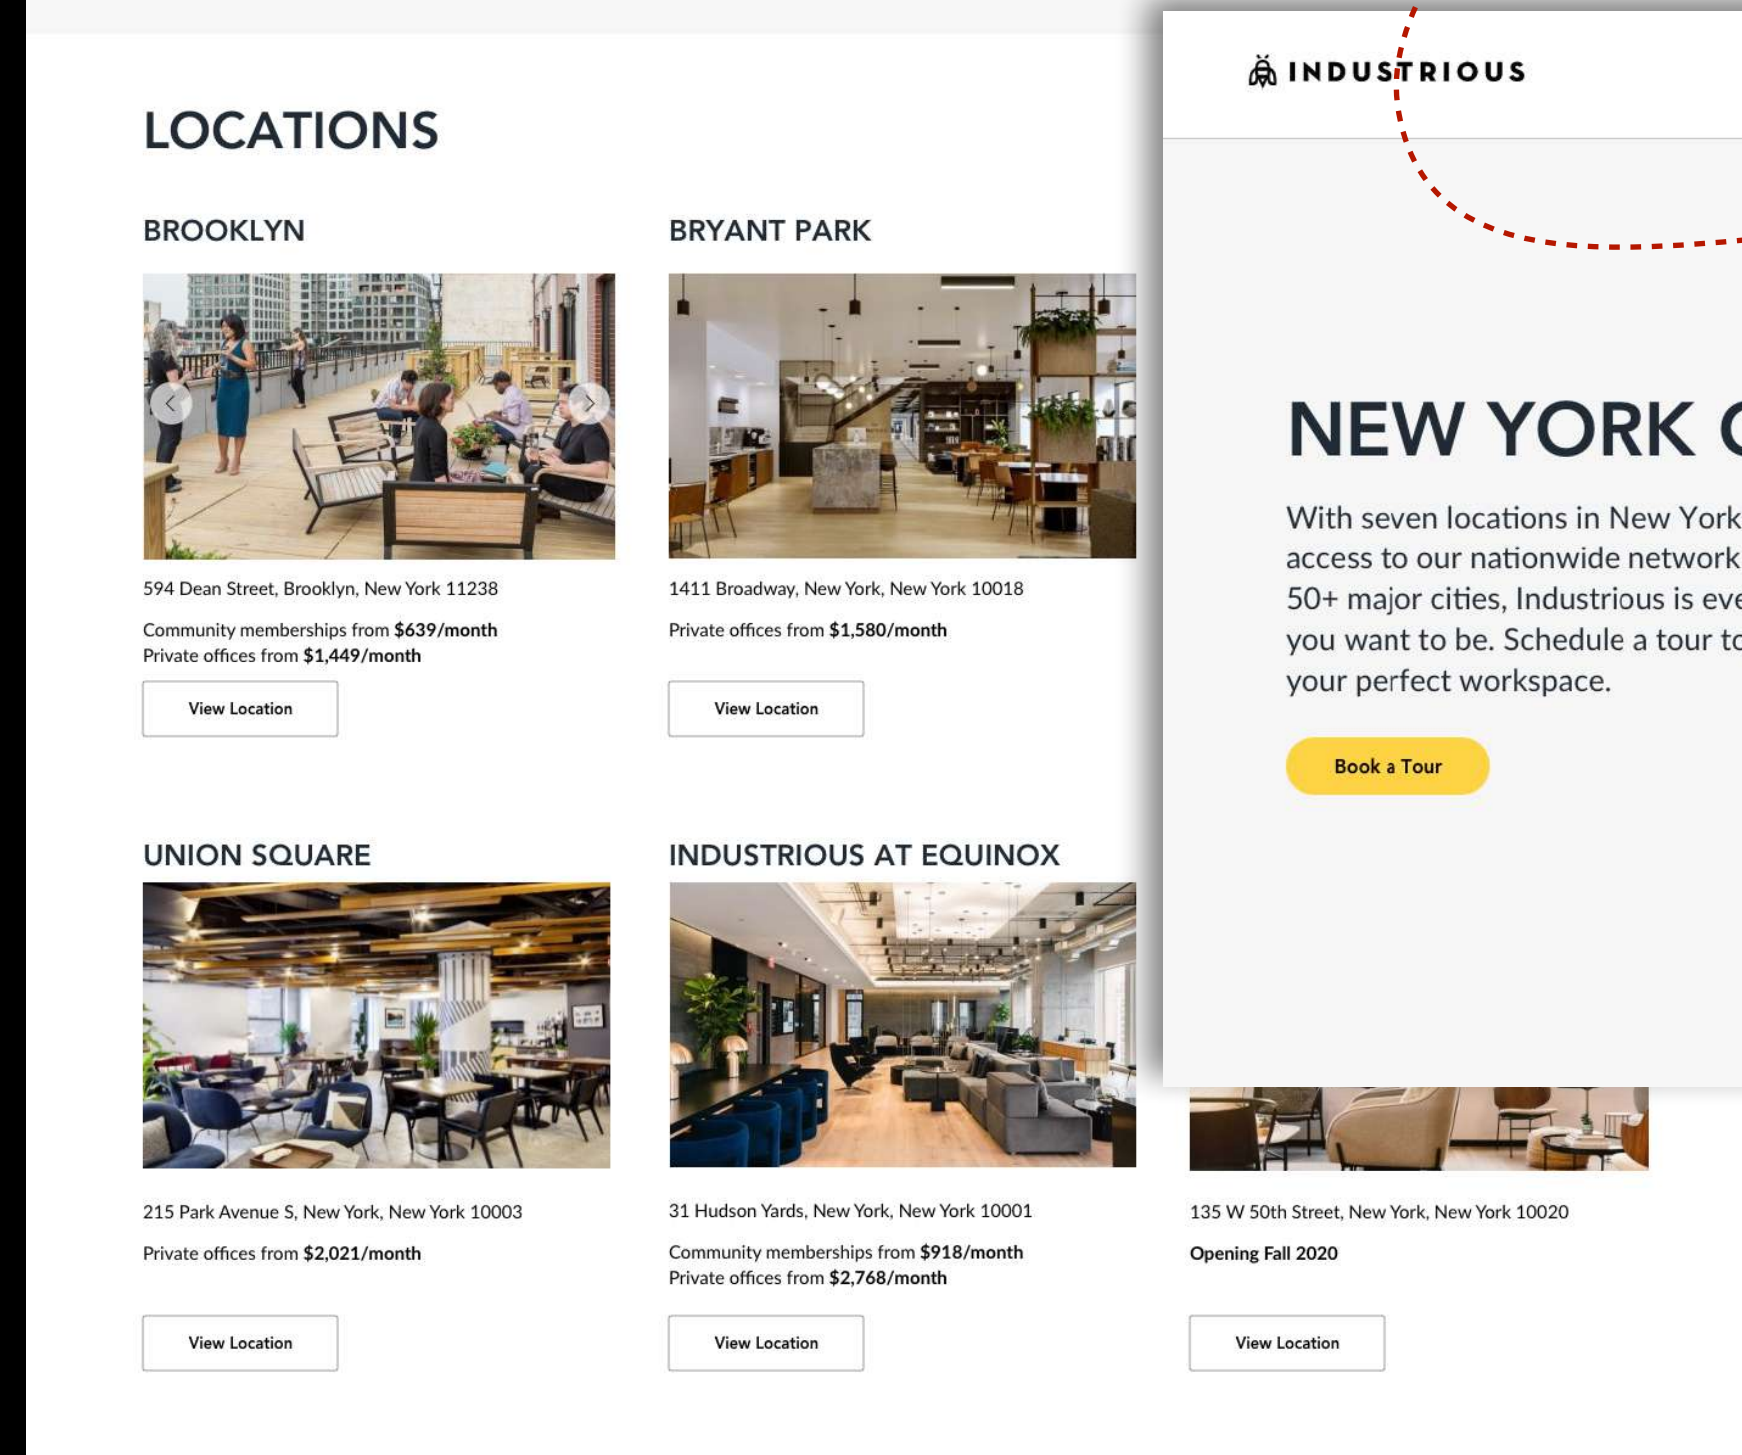 LOCATIONS
BROOKLYN
594 Dean Street, Brooklyn, New York 11238
Community memberships from $639/month
Private offices from $1,449/month
View Location
BRYANT PARK
1411 Broadway, New York, New York 10018
Private offices from $1,580/month
View Location
INDUSTRIOUS
NEW YORK
With seven locations in New York
access to our nationwide network
50+ major cities, Industrious is
you want to be. Schedule a tour
your perfect workspace.
Book a Tour
UNION SQUARE
215 Park Avenue S, New York, New York 10003
Private offices from $2,021/month
View Location
INDUSTRIOUS AT EQUINOX
31 Hudson Yards, New York, New York 10001
Community memberships from $918/month
Private offices from $2,768/month
View Location
135 W 50th Street, New York, New York 10020
Opening Fall 2020
View Location